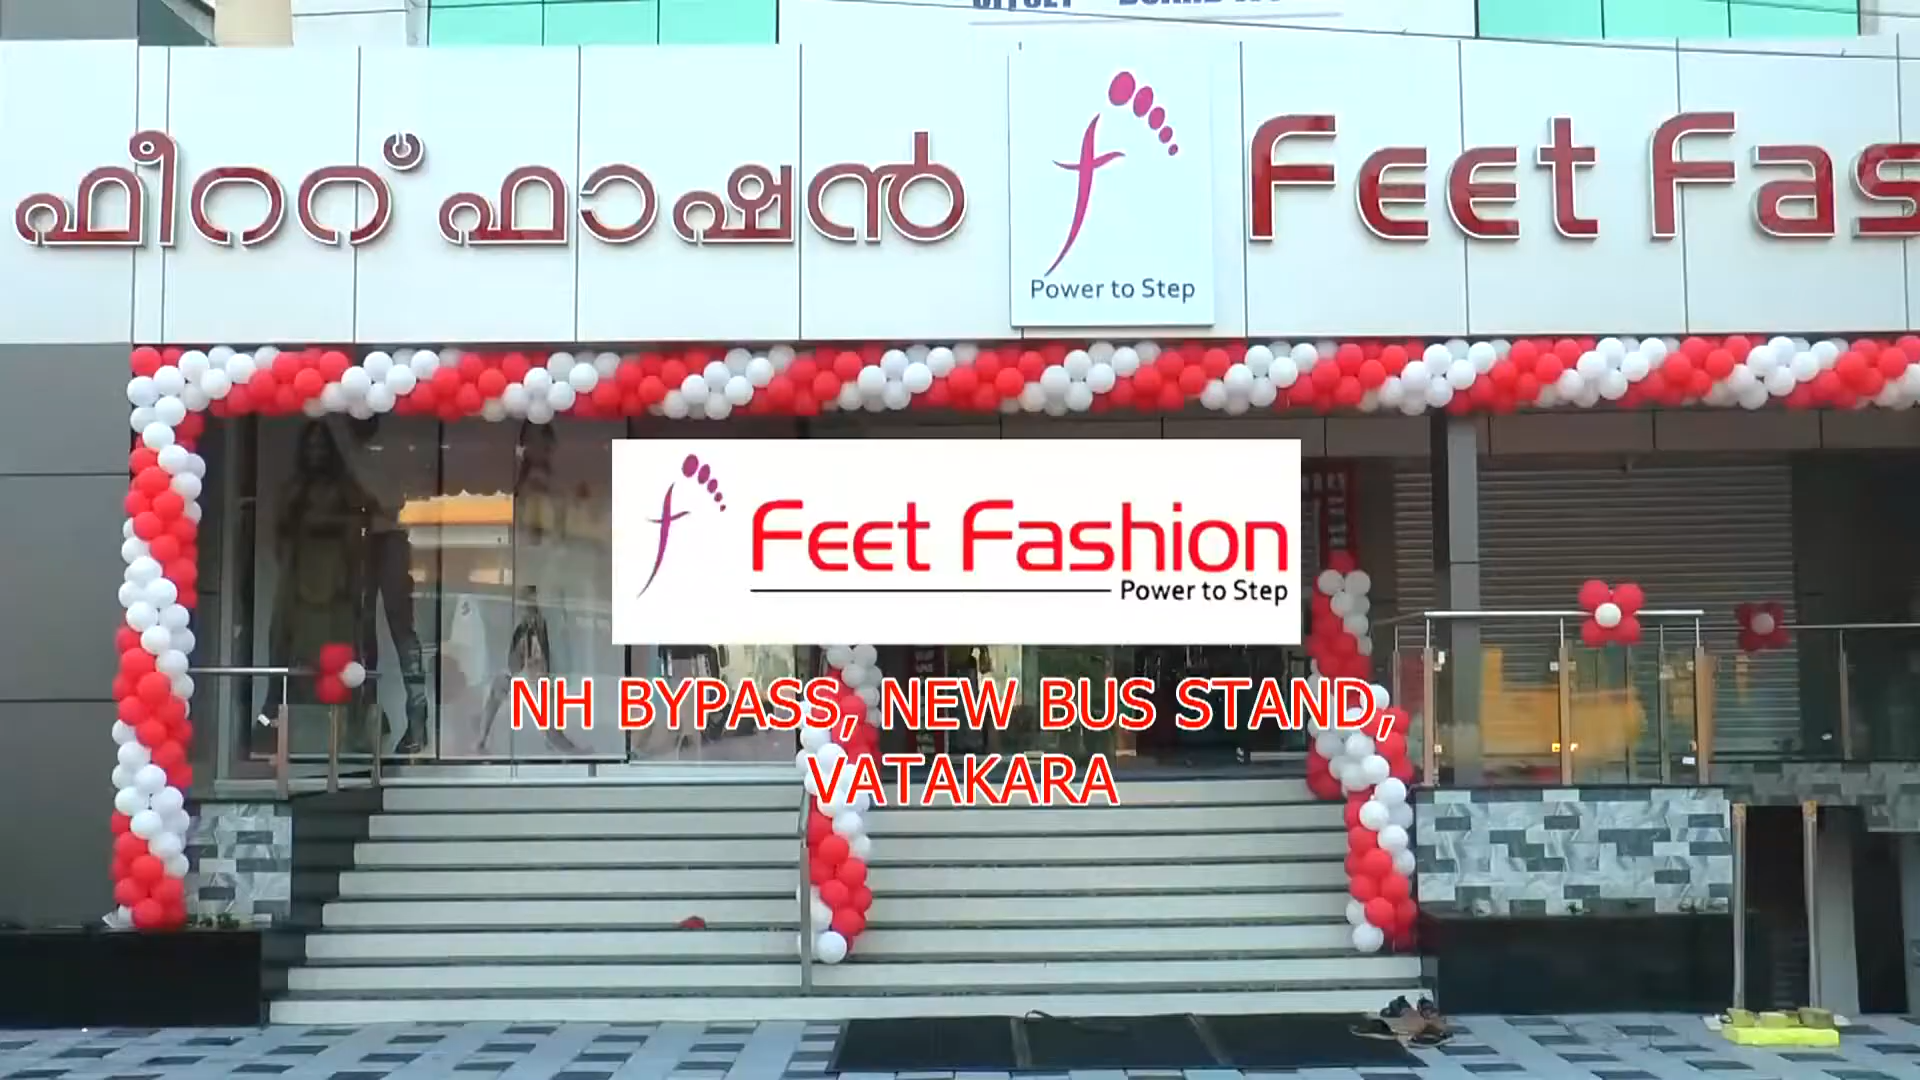 ഫീററ് ഫാഷൻ
Power to Step
Feet Fas
Feet Fashion
Power to Step
NH BYPASS, NEW BUS STAND,
VATAKARA